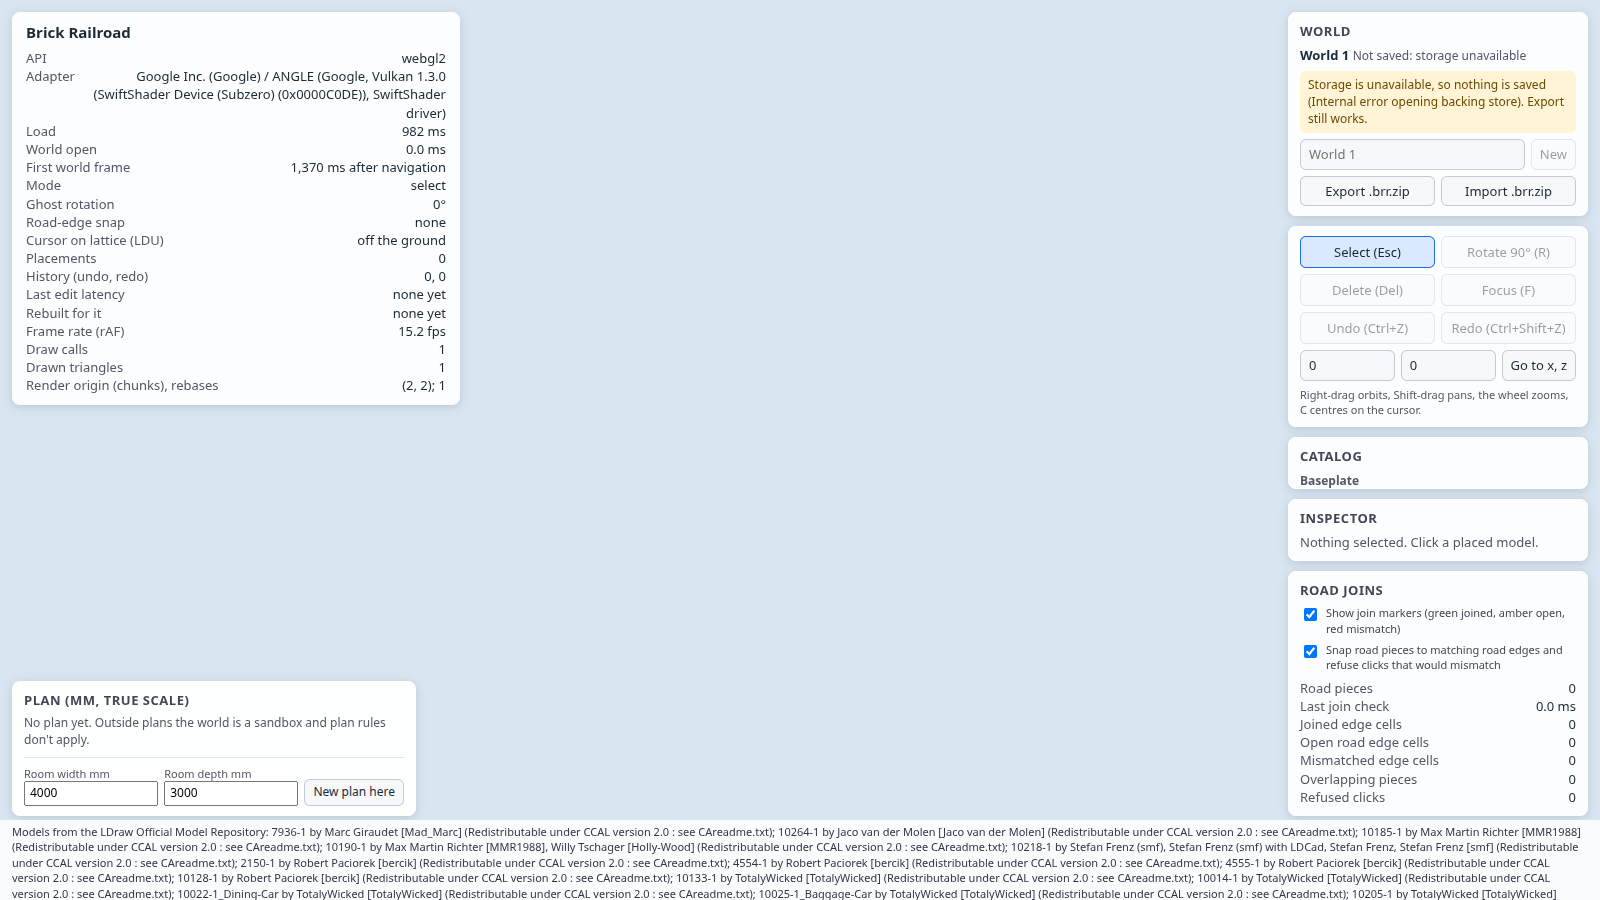 Brick Railroad
API webgl2
Adapter Google Inc. (Google) / ANGLE (Google, Vulkan 1.3.0
(SwiftShader Device (Subzero) (0x0000C0DE)), SwiftShader
driver)
Load 982 ms
World open 0.0 ms
First world frame 1,370 ms after navigation
Mode select
Ghost rotation 0°
Road-edge snap none
Cursor on lattice (LDU) off the ground
Placements 0
History (undo, redo) 0, 0
Last edit latency none yet
Rebuilt for it none yet
Frame rate (rAF) 15.2 fps
Draw calls 1
Drawn triangles 1
Render origin (chunks), rebases (2, 2); 1
PLAN (MM, TRUE SCALE)
No plan yet. Outside plans the world is a sandbox and plan rules
don't apply.
Room width mm Room depth mm
4000 3000 New plan here
WORLD
World 1 Not saved: storage unavailable
Storage is unavailable, so nothing is saved
(Internal error opening backing store). Export
still works.
World 1 New
Export .brr.zip Import .brr.zip
Select (Esc) Rotate 90° (R)
Delete (Del) Focus (F)
Undo (Ctrl+Z) Redo (Ctrl+Shift+Z)
0 0 Go to x, z
Right-drag orbits, Shift-drag pans, the wheel zooms,
C centres on the cursor.
CATALOG
Baseplate
INSPECTOR
Nothing selected. Click a placed model.
ROAD JOINS
Show join markers (green joined, amber open,
red mismatch)
Snap road pieces to matching road edges and
refuse clicks that would mismatch
Road pieces 0
Last join check 0.0 ms
Joined edge cells 0
Open road edge cells 0
Mismatched edge cells 0
Overlapping pieces 0
Refused clicks 0
Models from the LDraw Official Model Repository: 7936-1 by Marc Giraudet [Mad_Marc] (Redistributable under CCAL version 2.0 : see CAreadme.txt); 10264-1 by Jaco van der Molen [Jaco van der Molen] (Redistributable under CCAL version 2.0 : see CAreadme.txt); 10185-1 by Max Martin Richter [MMR1988]
(Redistributable under CCAL version 2.0 : see CAreadme.txt); 10190-1 by Max Martin Richter [MMR1988], Willy Tschager [Holly-Wood] (Redistributable under CCAL version 2.0 : see CAreadme.txt); 10218-1 by Stefan Frenz (smf), Stefan Frenz (smf) with LDCad, Stefan Frenz, Stefan Frenz [smf] (Redistributable
under CCAL version 2.0 : see CAreadme.txt); 2150-1 by Robert Paciorek [bercik] (Redistributable under CCAL version 2.0 : see CAreadme.txt); 4554-1 by Robert Paciorek [bercik] (Redistributable under CCAL version 2.0 : see CAreadme.txt); 4555-1 by Robert Paciorek [bercik] (Redistributable under CCAL
version 2.0 : see CAreadme.txt); 10128-1 by Robert Paciorek [bercik] (Redistributable under CCAL version 2.0 : see CAreadme.txt); 10133-1 by TotalyWicked [TotalyWicked] (Redistributable under CCAL version 2.0 : see CAreadme.txt); 10014-1 by TotalyWicked [TotalyWicked] (Redistributable under CCAL
version 2.0 : see CAreadme.txt); 10022-1_Dining-Car by TotalyWicked [TotalyWicked] (Redistributable under CCAL version 2.0 : see CAreadme.txt); 10025-1_Baggage-Car by TotalyWicked [TotalyWicked] (Redistributable under CCAL version 2.0 : see CAreadme.txt); 10205-1 by TotalyWicked [TotalyWicked]